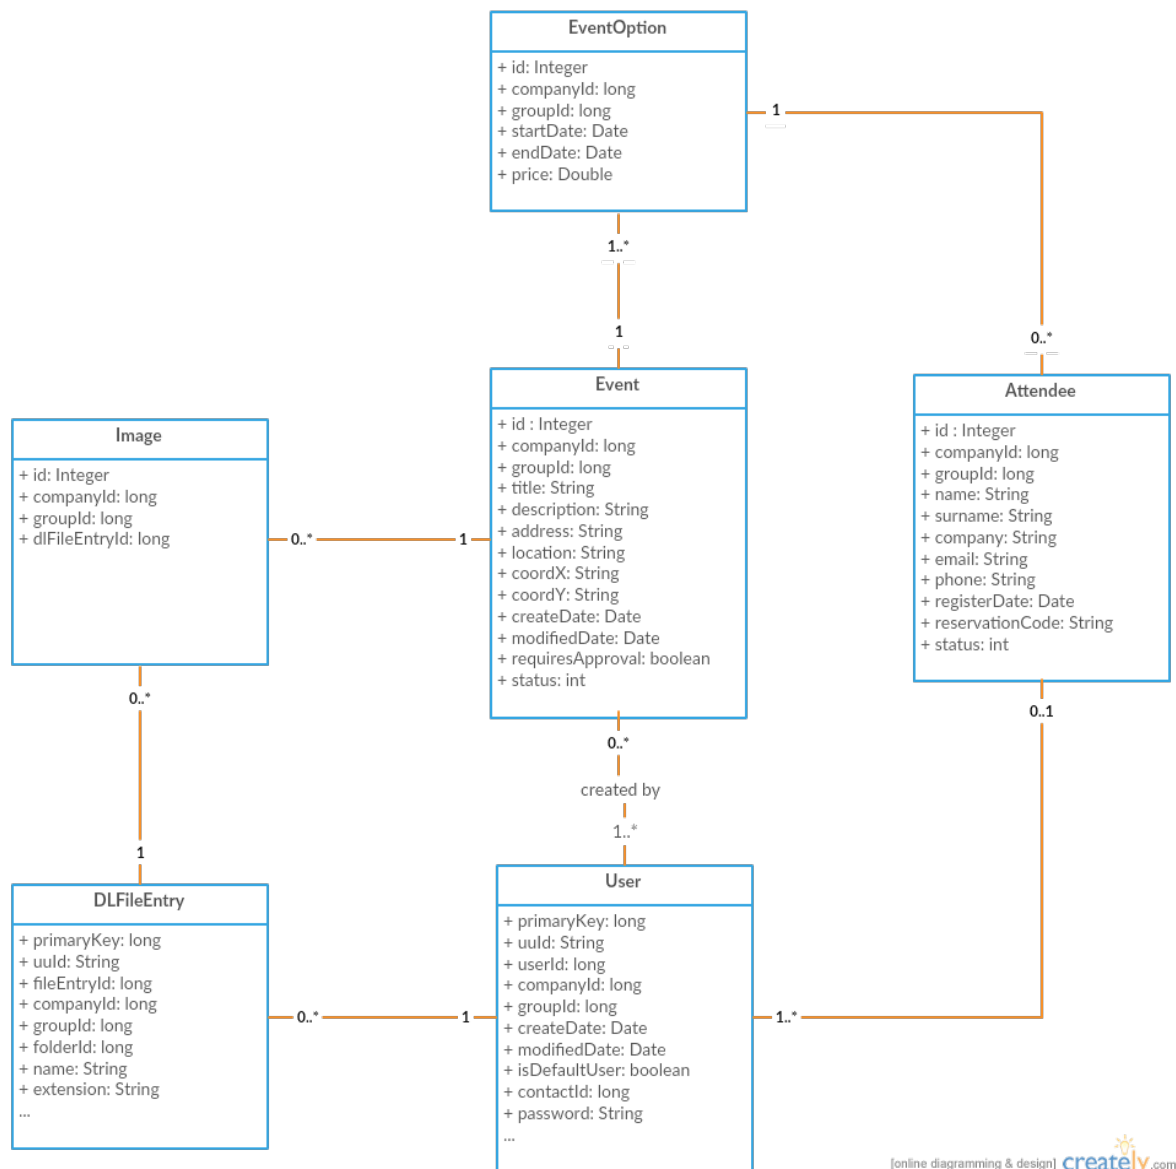 EventOption
+ id: Integer
+ companyId: long
+ groupId: long
+ startDate: Date
+ endDate: Date
+ price: Double
1
1..*
1
0..*
Event
+ id : Integer
+ companyId: long
+ groupId: long
+ title: String
+ description: String
+ address: String
+ location: String
+ coordX: String
+ coordY: String
+ createDate: Date
+ modifiedDate: Date
+ requiresApproval: boolean
+ status: int
Attendee
+ id : Integer
+ companyId: long
+ groupId: long
+ name: String
+ surname: String
+ company: String
+ email: String
+ phone: String
+ registerDate: Date
+ reservationCode: String
+ status: int
Image
+ id: Integer
+ companyId: long
+ groupId: long
+ dlFileEntryId: long
0..*
1
0..*
1
0..*
created by
1..*
0..1
DLFileEntry
+ primaryKey: long
+ uuId: String
+ fileEntryId: long
+ companyId: long
+ groupId: long
+ folderId: long
+ name: String
+ extension: String
...
0..*
1
User
+ primaryKey: long
+ uuId: String
+ userId: long
+ companyId: long
+ groupId: long
+ createDate: Date
+ modifiedDate: Date
+ isDefaultUser: boolean
+ contactId: long
+ password: String
...
1..*
[online diagramming & design] creately.com